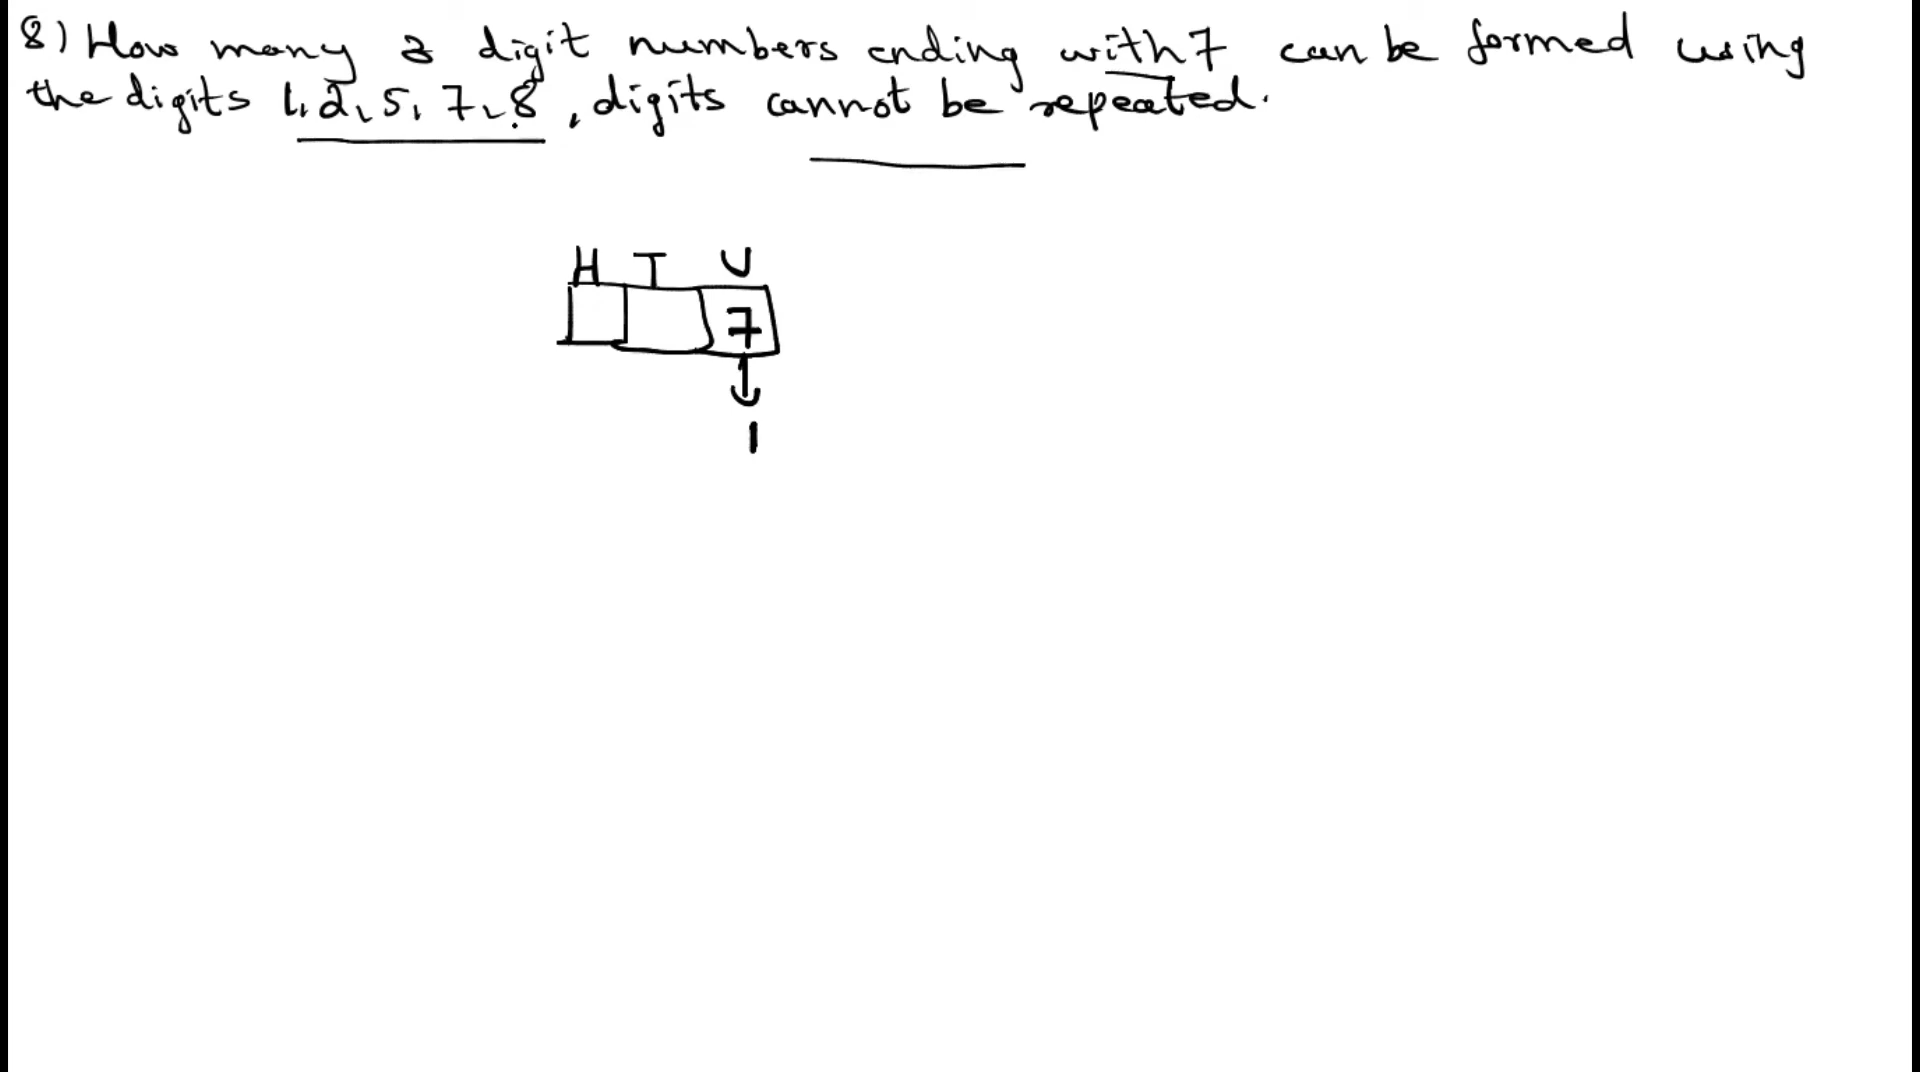 8) How many 3 digit numbers ending with 7 can be formed using
the digits 1, 2, 5, 7, 8, digits cannot be repeated.
H T U
7
1